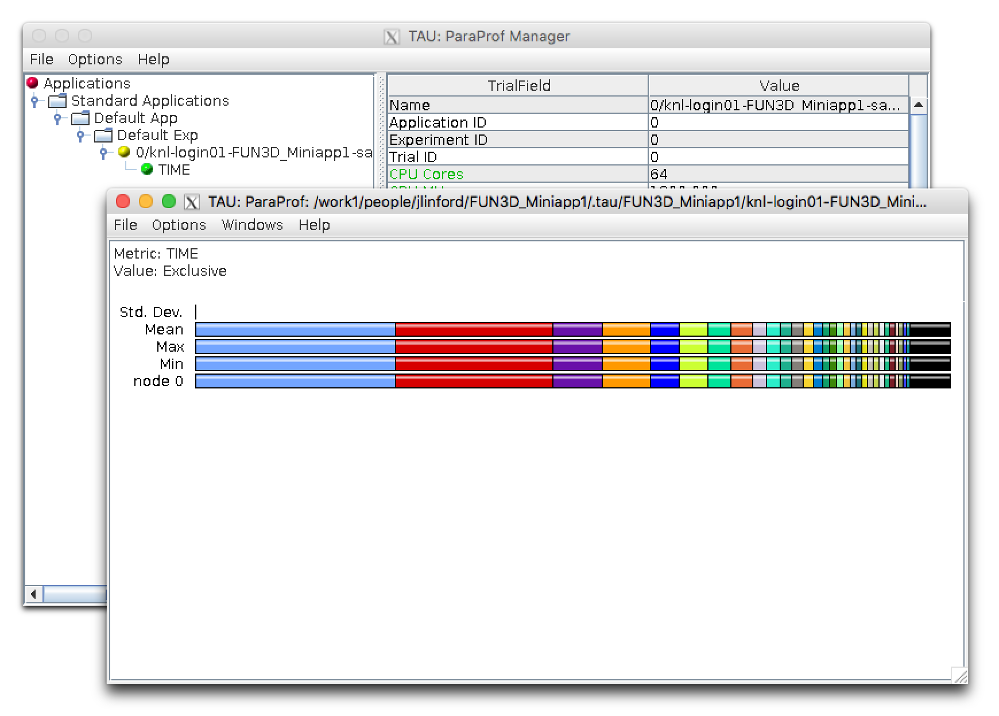 TAU: ParaProf Manager
File Options Help
Applications
Standard Applications
Default App
Default Exp
0/knl-login01-FUN3D_Miniapp1-sa
TIME
TrialField Value
Name 0/knl-login01-FUN3D_Miniapp1-sa...
Application ID 0
Experiment ID 0
Trial ID 0
CPU Cores 64
TAU: ParaProf: /work1/people/jlinford/FUN3D_Miniapp1/.tau/FUN3D_Miniapp1/knl-login01-FUN3D_Mini...
File Options Windows Help
Metric: TIME
Value: Exclusive
Std. Dev.
Mean
Max
Min
node 0